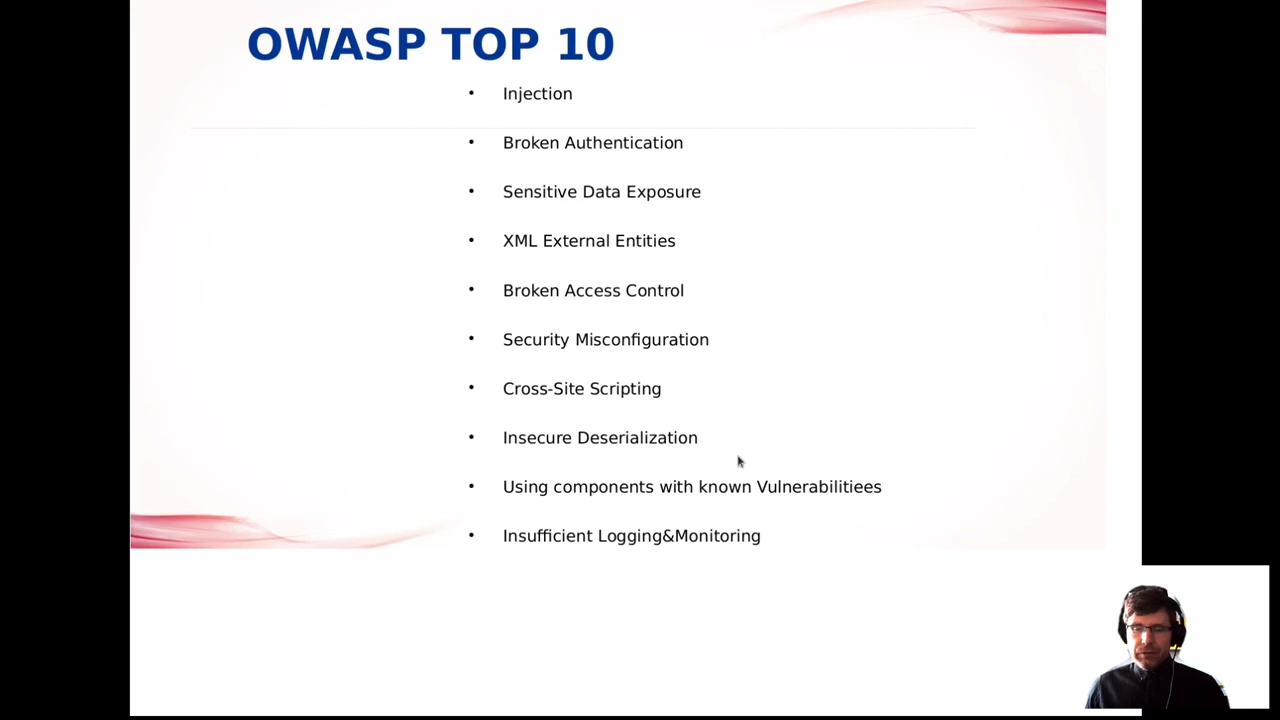 OWASP TOP 10
• Injection
• Broken Authentication
• Sensitive Data Exposure
• XML External Entities
• Broken Access Control
• Security Misconfiguration
• Cross-Site Scripting
• Insecure Deserialization
• Using components with known Vulnerabilitiees
• Insufficient Logging&Monitoring